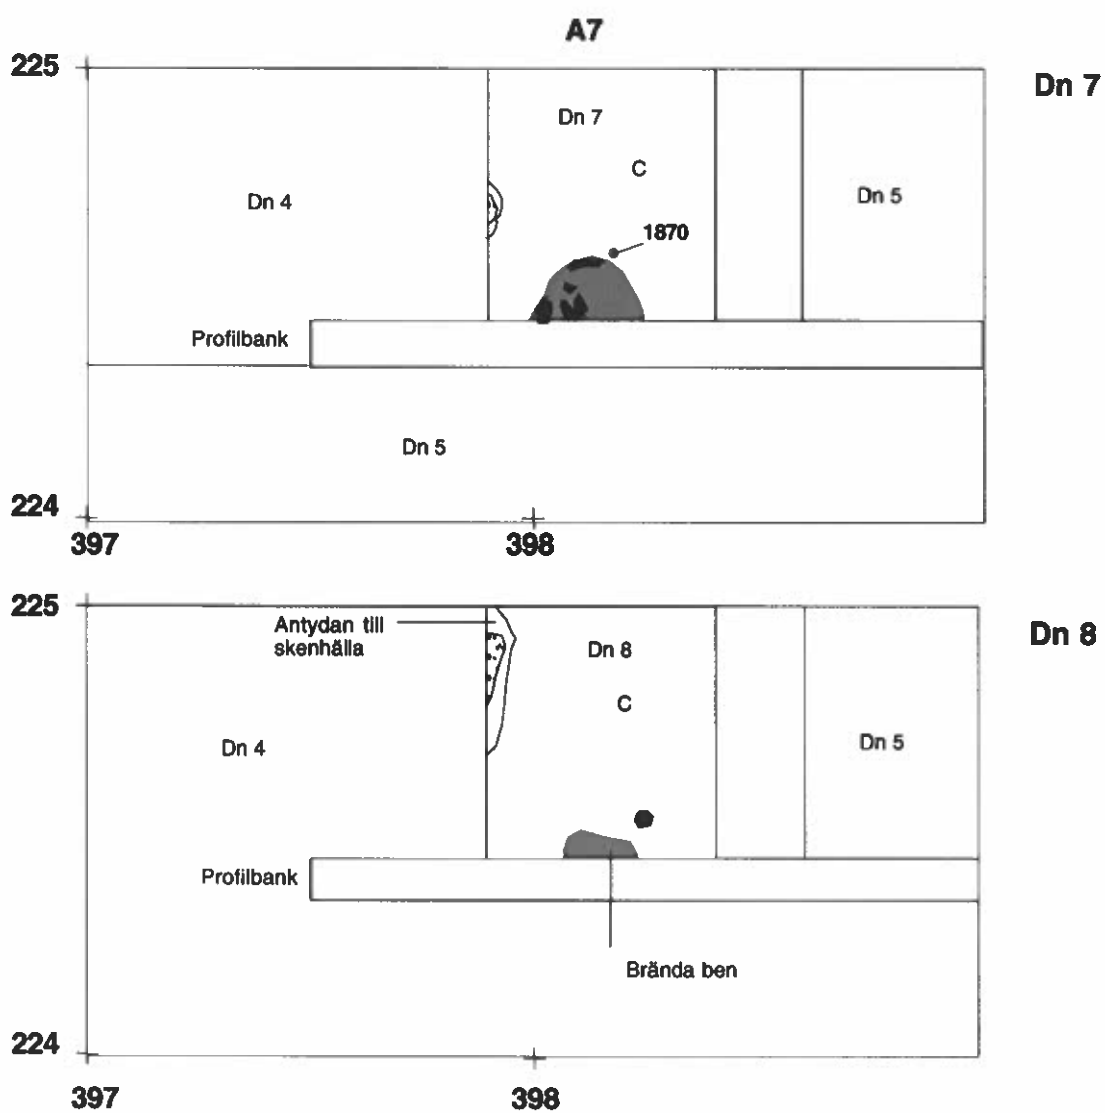 A7
225
Dn 7
Dn 7
C
Dn 4
Dn 5
1870
Profilbank
Dn 5
224
397
398
225
Antydan till
skenhälla
Dn 8
Dn 8
C
Dn 4
Dn 5
Profilbank
Brända ben
224
397
398